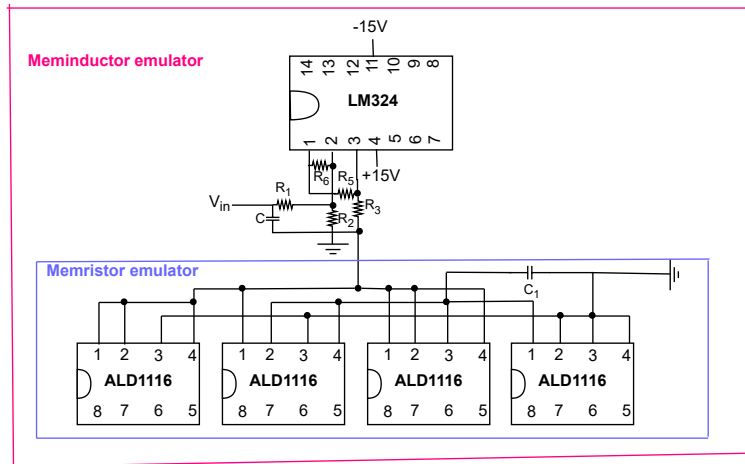 -15V
Meminductor emulator
14 13 12 11 10 9 8
LM324
1 2 3 4 5 6 7
+15V
R6
R5
R1
R3
Vin
C
R2
Memristor emulator
C1
1 2 3 4
ALD1116
8 7 6 5
1 2 3 4
ALD1116
8 7 6 5
1 2 3 4
ALD1116
8 7 6 5
1 2 3 4
ALD1116
8 7 6 5